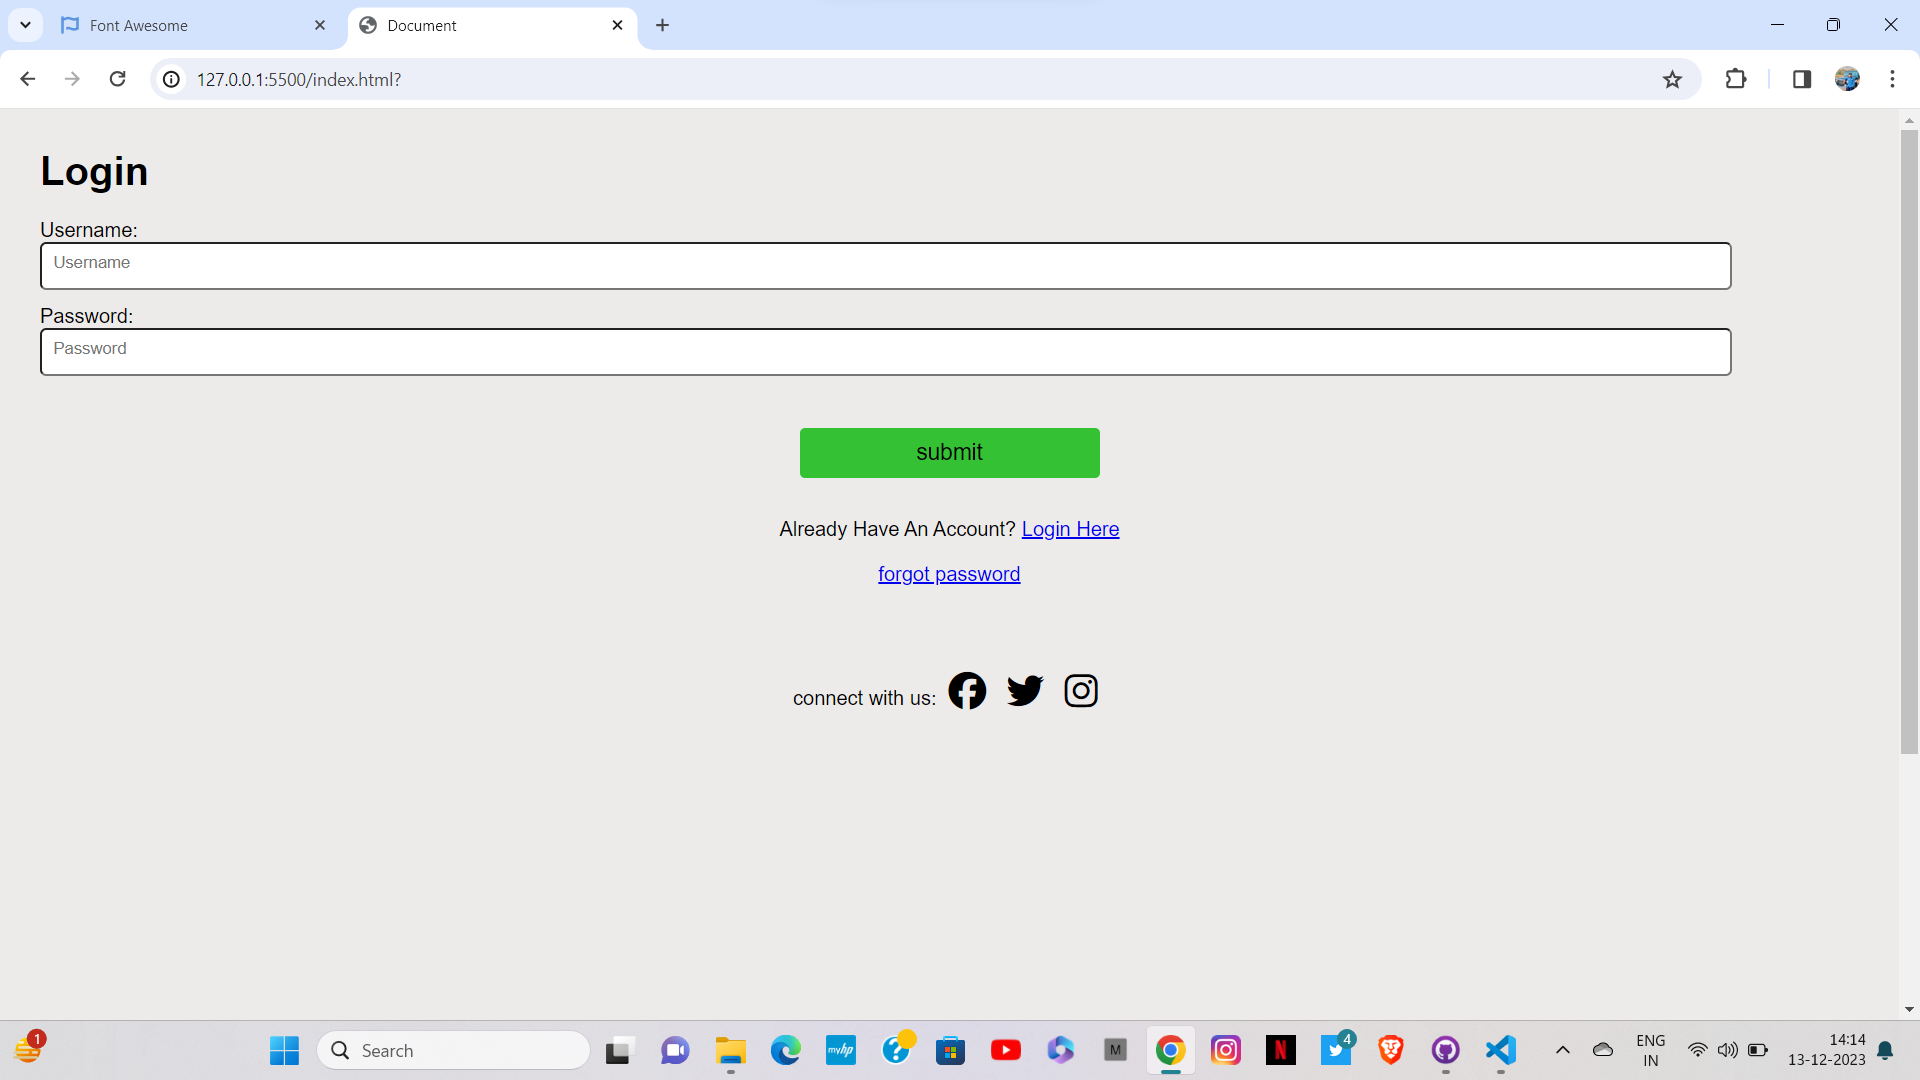 Font Awesome
Document
127.0.0.1:5500/index.html?
Login
Username:
Username
Password:
Password
submit
Already Have An Account? Login Here
forgot password
connect with us:
1
Search
myhp
?
M
N
4
ENG
IN
14:14
13-12-2023